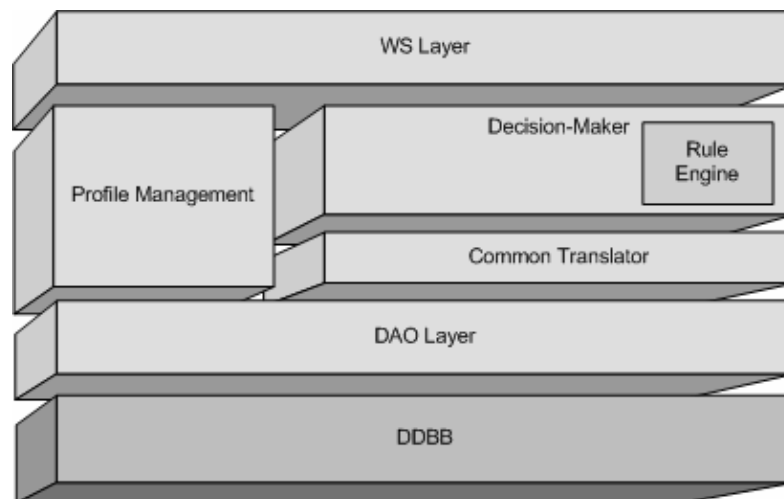 WS Layer
Decision-Maker
Rule
Engine
Profile Management
Common Translator
DAO Layer
DDBB